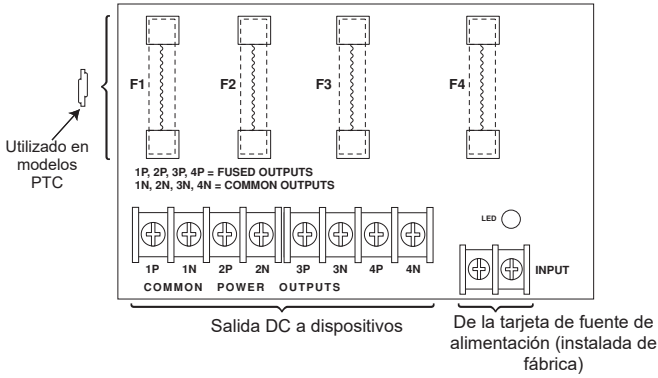 F1
F2
F3
F4
Utilizado en
modelos
PTC
1P, 2P, 3P, 4P = FUSED OUTPUTS
1N, 2N, 3N, 4N = COMMON OUTPUTS
LED
1P 1N 2P 2N 3P 3N 4P 4N
INPUT
COMMON POWER OUTPUTS
Salida DC a dispositivos
De la tarjeta de fuente de
alimentación (instalada de
fábrica)